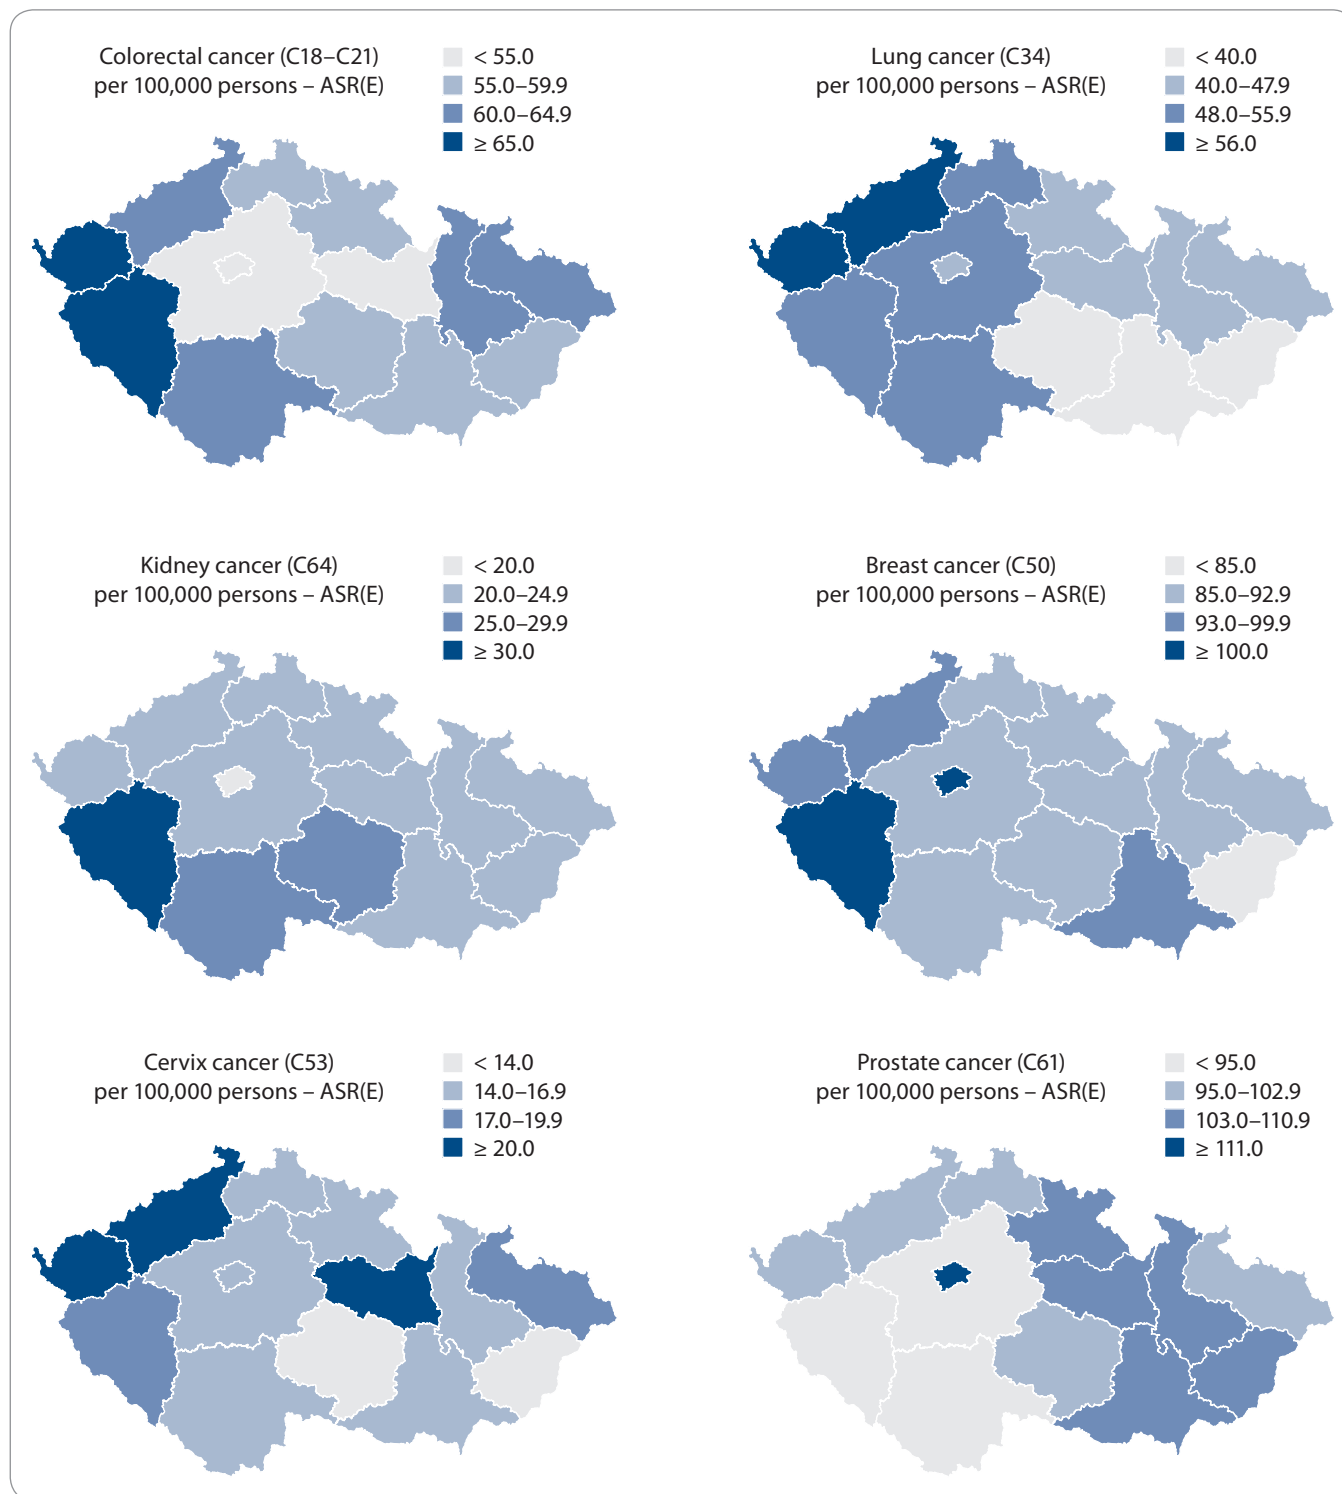 Colorectal cancer (C18–C21)
per 100,000 persons – ASR(E)
< 55.0
55.0–59.9
60.0–64.9
≥ 65.0
Lung cancer (C34)
per 100,000 persons – ASR(E)
< 40.0
40.0–47.9
48.0–55.9
≥ 56.0
Kidney cancer (C64)
per 100,000 persons – ASR(E)
< 20.0
20.0–24.9
25.0–29.9
≥ 30.0
Breast cancer (C50)
per 100,000 persons – ASR(E)
< 85.0
85.0–92.9
93.0–99.9
≥ 100.0
Cervix cancer (C53)
per 100,000 persons – ASR(E)
< 14.0
14.0–16.9
17.0–19.9
≥ 20.0
Prostate cancer (C61)
per 100,000 persons – ASR(E)
< 95.0
95.0–102.9
103.0–110.9
≥ 111.0